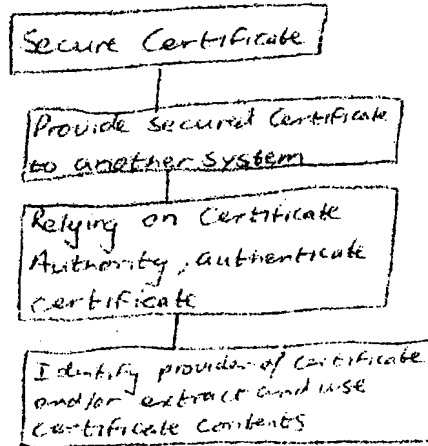 Secure Certificate
Provide secured Certificate
to another system
Relying on Certificate
Authority, authenticate
certificate
Identify provider of Certificate
and/or extract and use
Certificate Contents